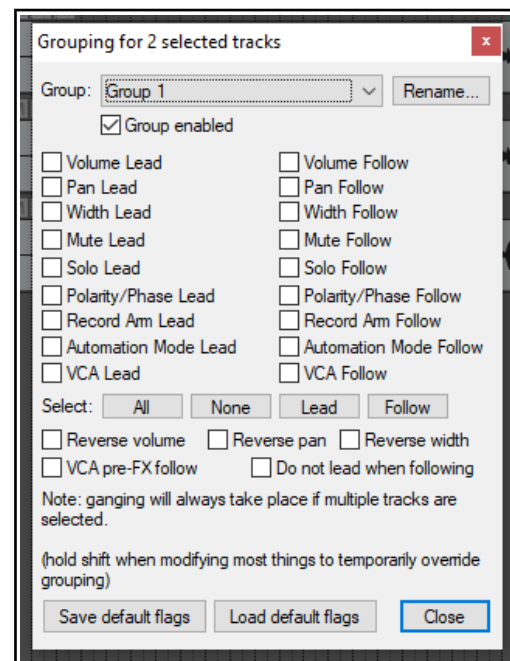 Grouping for 2 selected tracks
x
Group: Group 1 Rename...
Group enabled
Volume Lead Volume Follow
Pan Lead Pan Follow
Width Lead Width Follow
Mute Lead Mute Follow
Solo Lead Solo Follow
Polarity/Phase Lead Polarity/Phase Follow
Record Arm Lead Record Arm Follow
Automation Mode Lead Automation Mode Follow
VCA Lead VCA Follow
Select: All None Lead Follow
Reverse volume Reverse pan Reverse width
VCA pre-FX follow Do not lead when following
Note: ganging will always take place if multiple tracks are
selected.
(hold shift when modifying most things to temporarily override
grouping)
Save default flags Load default flags Close